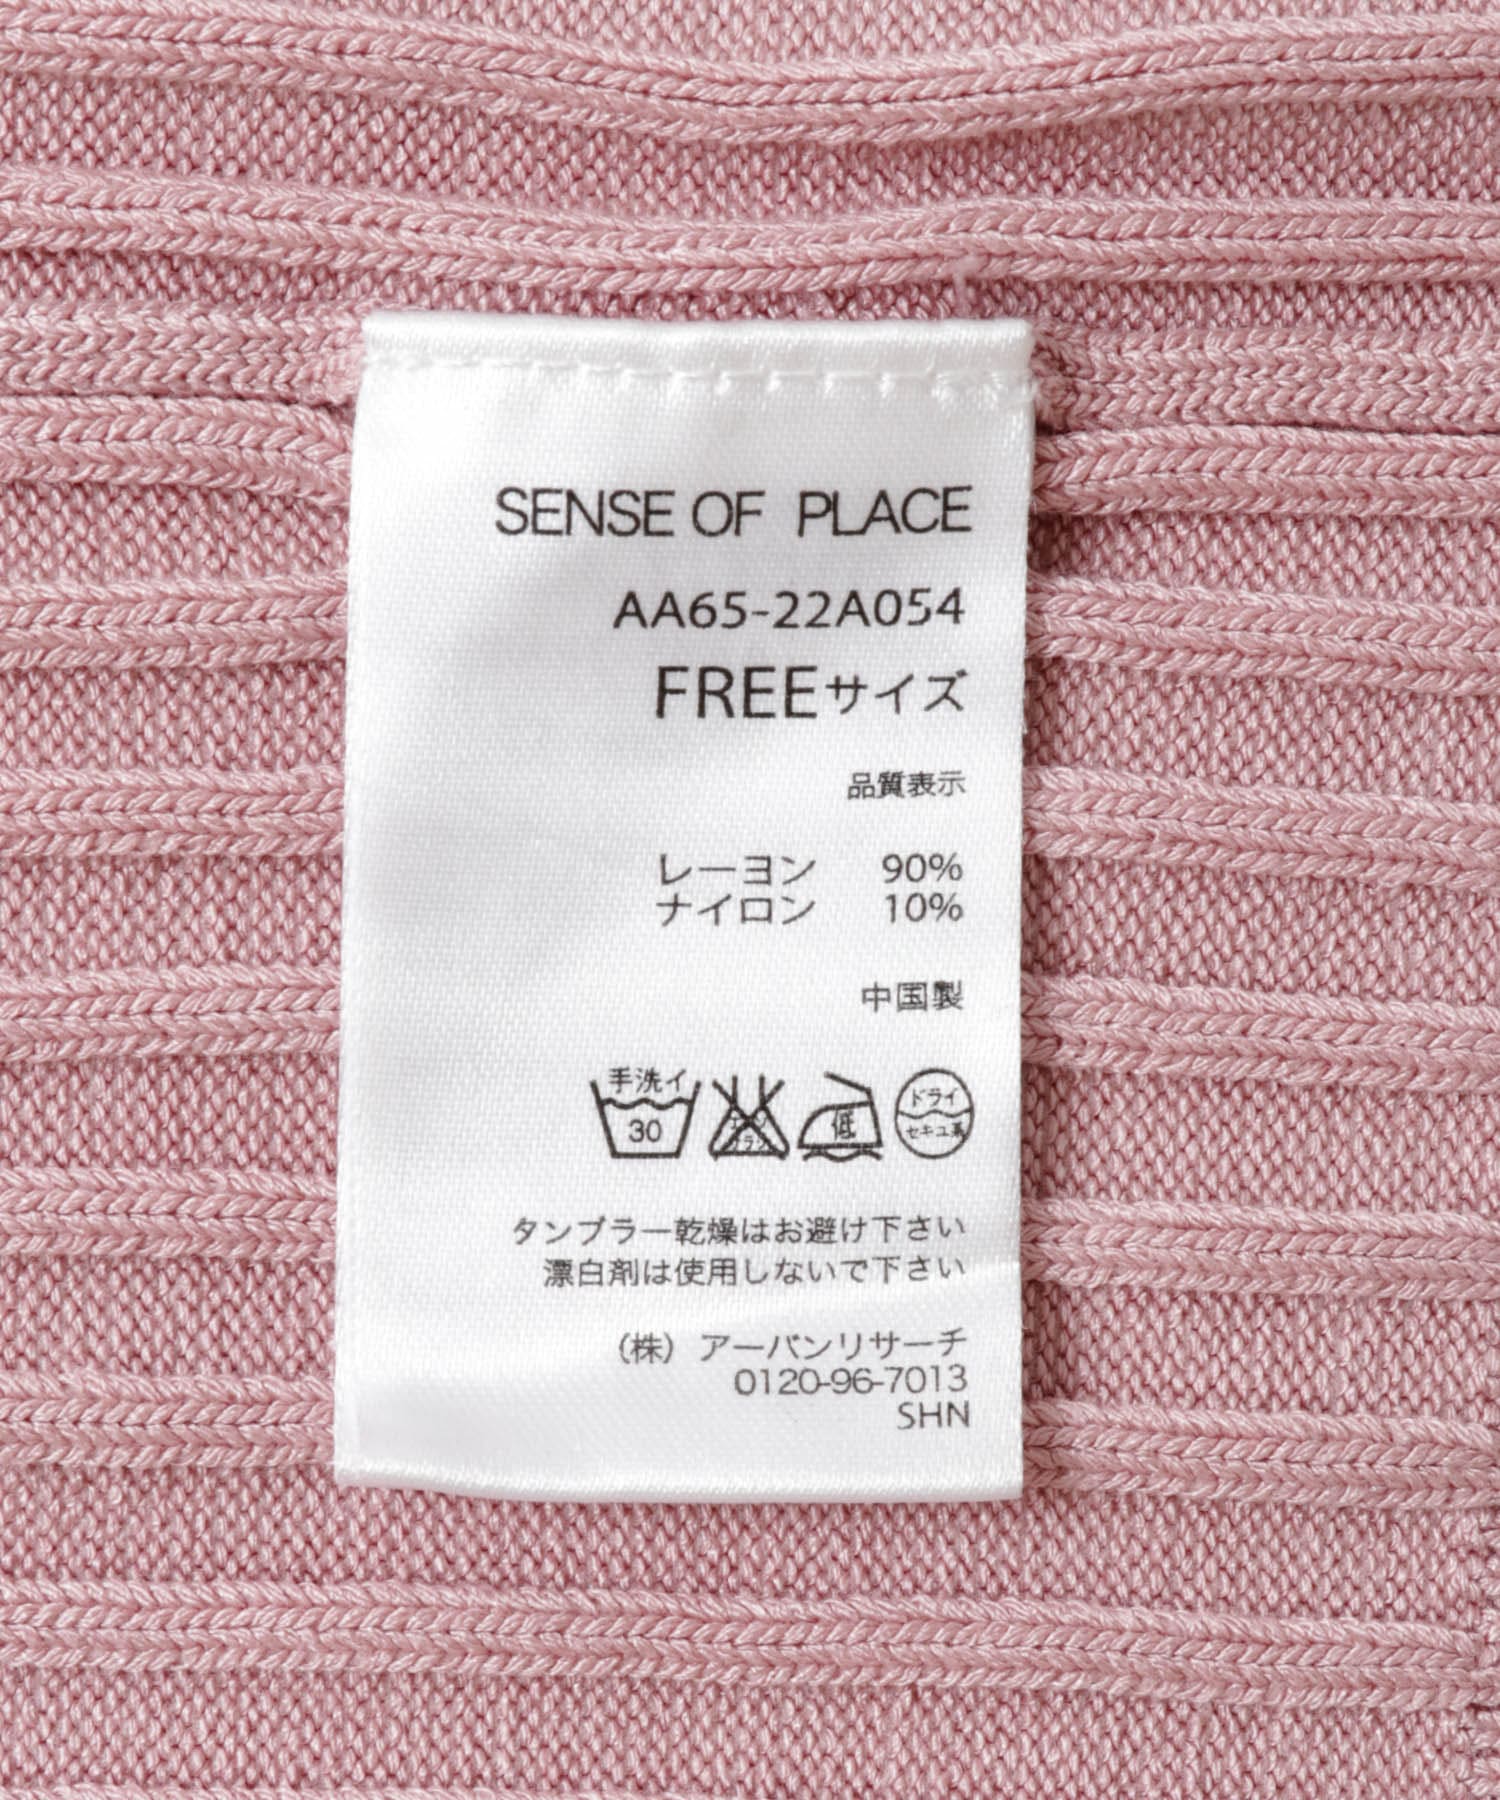 SENSE OF PLACE
AA65-22A054
FREEサイズ
品質表示
レーヨン 90%
ナイロン 10%
中国製
手洗イ 30 低 ドライ セキユ系
タンブラー乾燥はお避け下さい
漂白剤は使用しないで下さい
(株) アーバンリサーチ
0120-96-7013
SHN